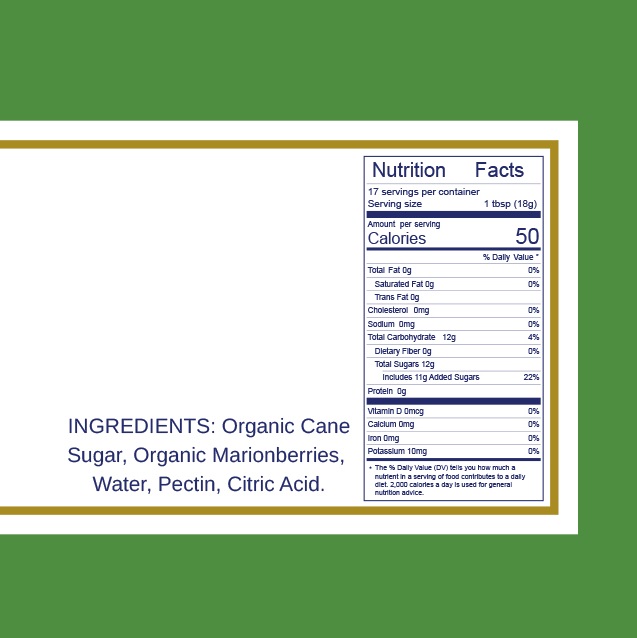 Nutrition Facts
17 servings per container
Serving size 1 tbsp (18g)
Amount per serving
Calories 50
% Daily Value *
Total Fat 0g 0%
Saturated Fat 0g 0%
Trans Fat 0g
Cholesterol 0mg 0%
Sodium 0mg 0%
Total Carbohydrate 12g 4%
Dietary Fiber 0g 0%
Total Sugars 12g
Includes 11g Added Sugars 22%
Protein 0g
Vitamin D 0mcg 0%
Calcium 0mg 0%
Iron 0mg 0%
Potassium 10mg 0%
* The % Daily Value (DV) tells you how much a
nutrient in a serving of food contributes to a daily
diet. 2,000 calories a day is used for general
nutrition advice.
INGREDIENTS: Organic Cane
Sugar, Organic Marionberries,
Water, Pectin, Citric Acid.